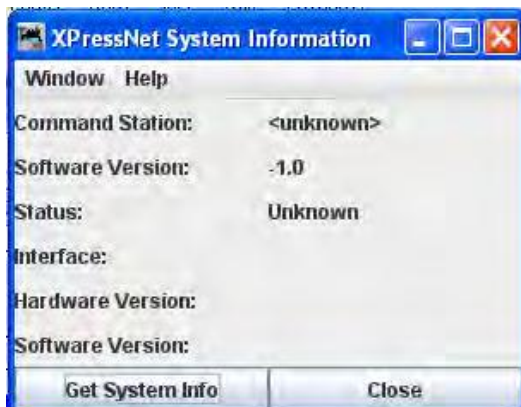 XPressNet System Information
Window Help
Command Station: <unknown>
Software Version: -1.0
Status: Unknown
Interface:
Hardware Version:
Software Version:
Get System Info Close